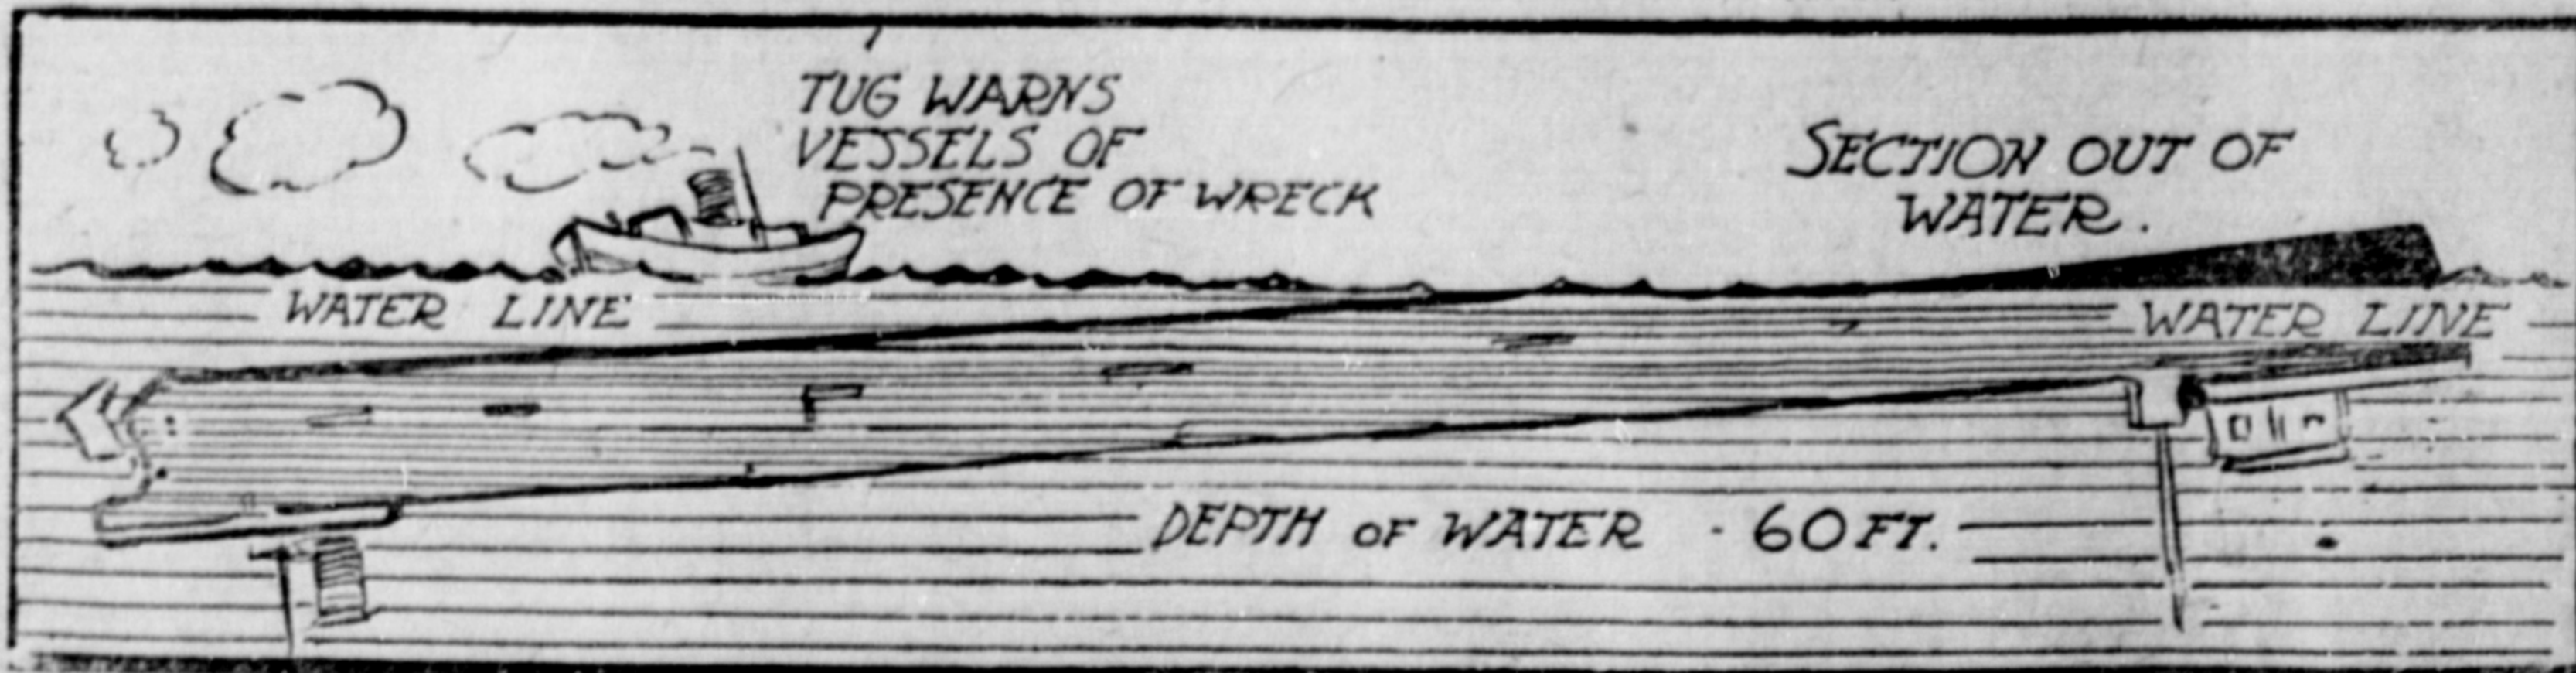 TUG WARNS
VESSELS OF
PRESENCE OF WRECK
SECTION OUT OF
WATER.
WATER LINE
WATER LINE
DEPTH OF WATER - 60 FT.